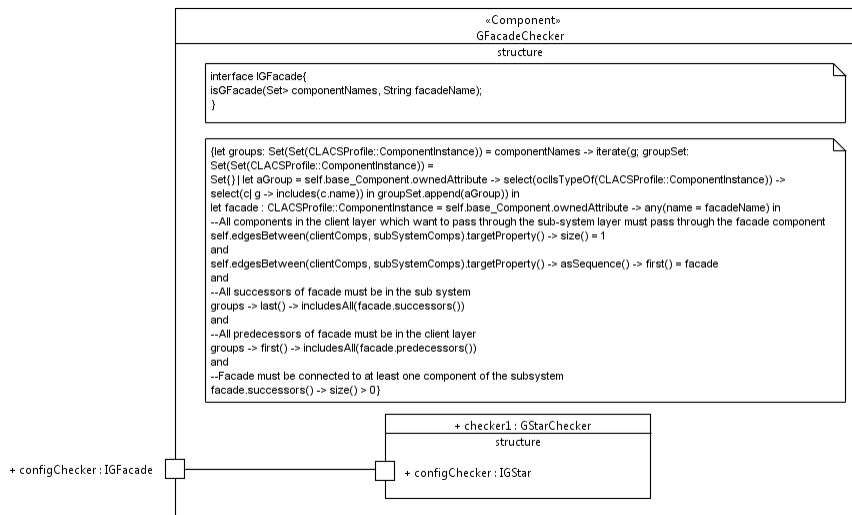 «Component»
GFacadeChecker
structure
interface IGFacade{
isGFacade(Set> componentNames, String facadeName);
}
{let groups: Set(Set(CLACSProfile::ComponentInstance)) = componentNames -> iterate(g; groupSet:
Set(Set(CLACSProfile::ComponentInstance)) =
Set{} | let aGroup = self.base_Component.ownedAttribute -> select(oclIsTypeOf(CLACSProfile::ComponentInstance)) ->
select(c| g -> includes(c.name)) in groupSet.append(aGroup)) in
let facade : CLACSProfile::ComponentInstance = self.base_Component.ownedAttribute -> any(name = facadeName) in
--All components in the client layer which want to pass through the sub-system layer must pass through the facade component
self.edgesBetween(clientComps, subSystemComps).targetProperty() -> size() = 1
and
self.edgesBetween(clientComps, subSystemComps).targetProperty() -> asSequence() -> first() = facade
and
--All successors of facade must be in the sub system
groups -> last() -> includesAll(facade.successors())
and
--All predecessors of facade must be in the client layer
groups -> first() -> includesAll(facade.predecessors())
and
--Facade must be connected to at least one component of the subsystem
facade.successors() -> size() > 0}
+ checker1 : GStarChecker
structure
+ configChecker : IGFacade
+ configChecker : IGStar